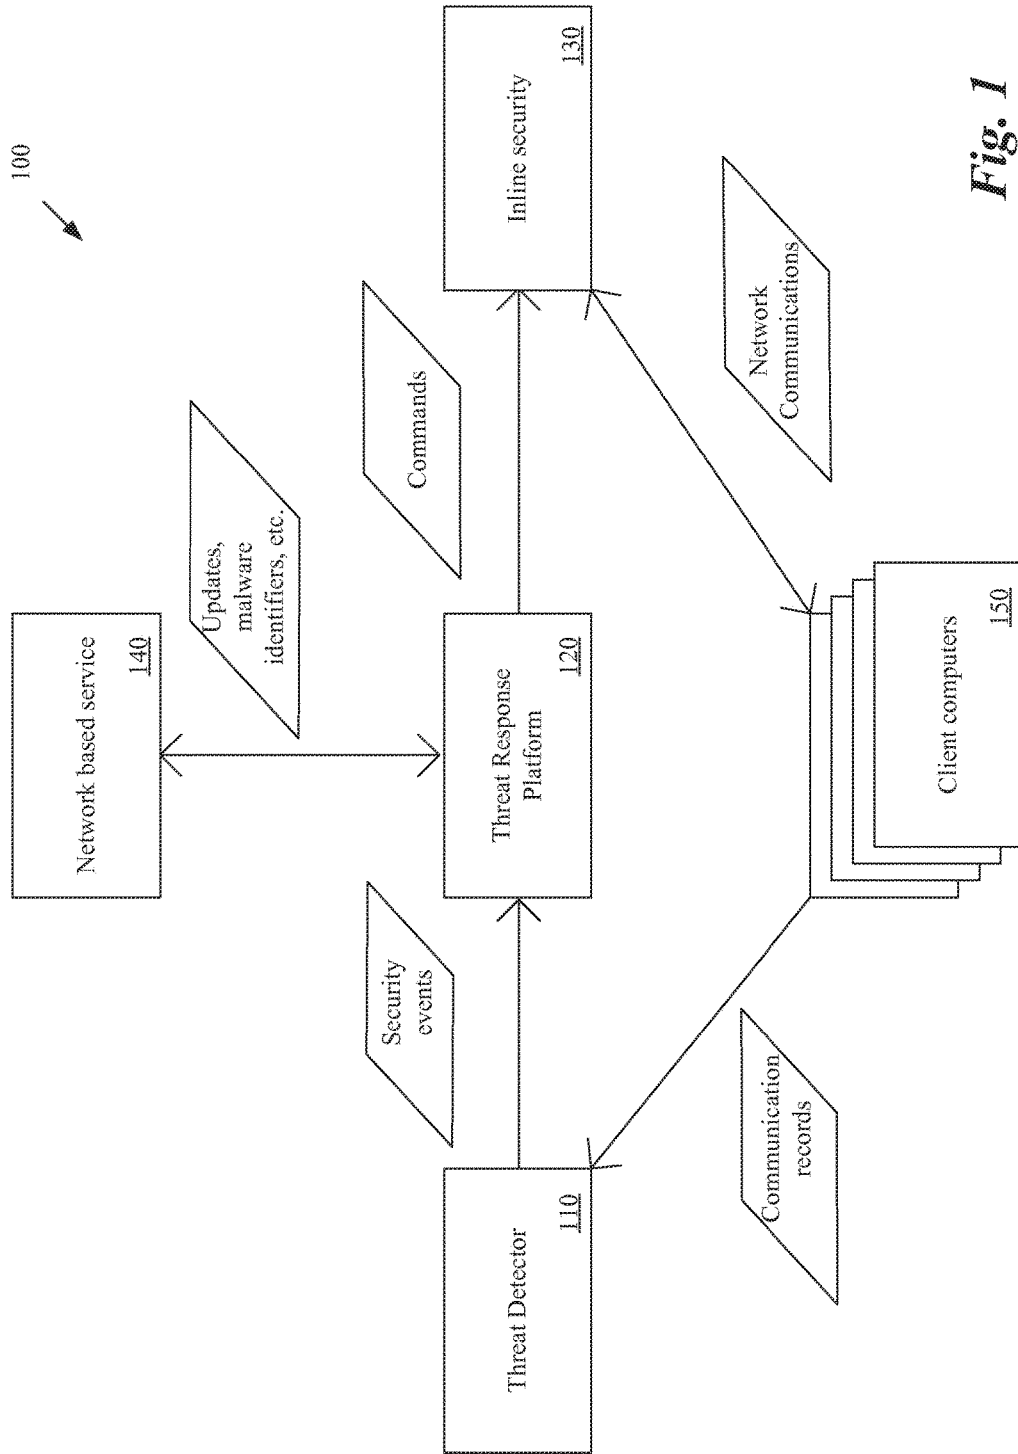 100
Network based service
140
Updates,
malware
identifiers, etc.
Security
events
Commands
Threat Detector
110
Threat Response
Platform
120
Inline security
130
Communication
records
Network
Communications
Client computers
150
Fig. 1